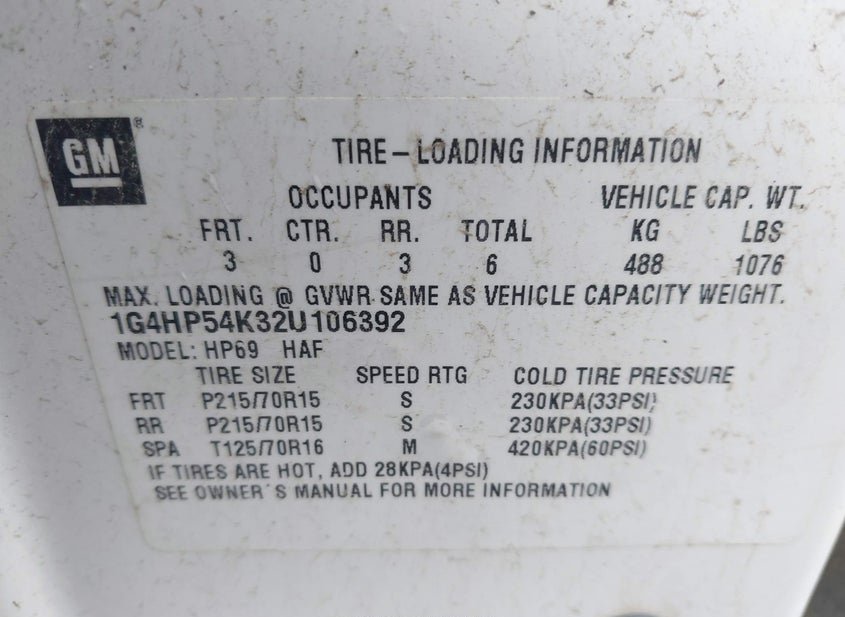 GM ®
TIRE – LOADING INFORMATION
OCCUPANTS VEHICLE CAP. WT.
FRT. CTR. RR. TOTAL KG LBS
3 0 3 6 488 1076
MAX. LOADING @ GVWR SAME AS VEHICLE CAPACITY WEIGHT.
1G4HP54K32U106392
MODEL: HP69 HAF
TIRE SIZE SPEED RTG COLD TIRE PRESSURE
FRT P215/70R15 S 230KPA(33PSI)
RR P215/70R15 S 230KPA(33PSI)
SPA T125/70R16 M 420KPA(60PSI)
IF TIRES ARE HOT, ADD 28KPA(4PSI)
SEE OWNER'S MANUAL FOR MORE INFORMATION